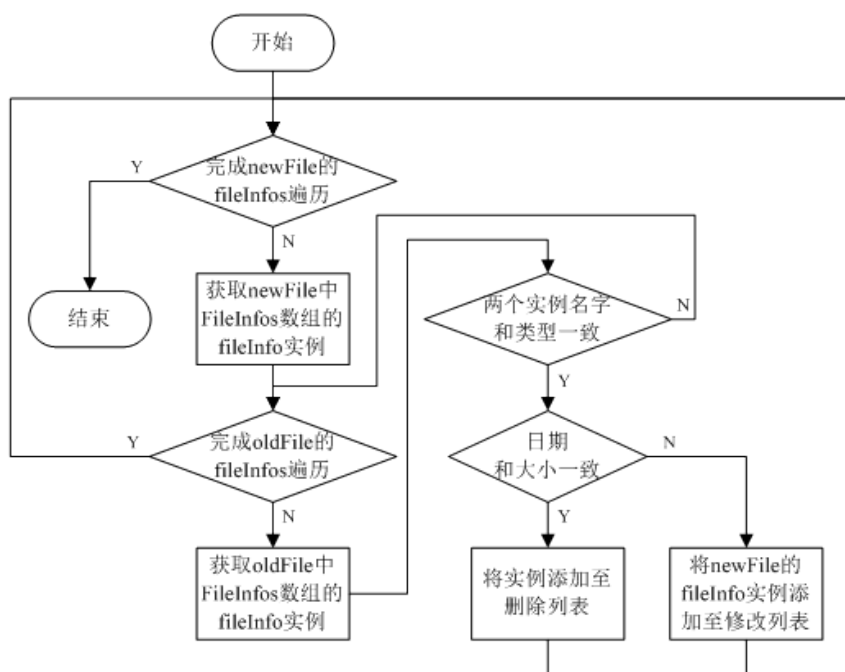 开始
Y
完成newFile的
fileInfos遍历
N
结束
获取newFile中
FileInfos数组的
fileInfo实例
两个实例名字
和类型一致
N
Y
Y
完成oldFile的
fileInfos遍历
N
日期
和大小一致
N
Y
获取oldFile中
FileInfos数组的
fileInfo实例
将实例添加至
删除列表
将newFile的
fileInfo实例添
加至修改列表